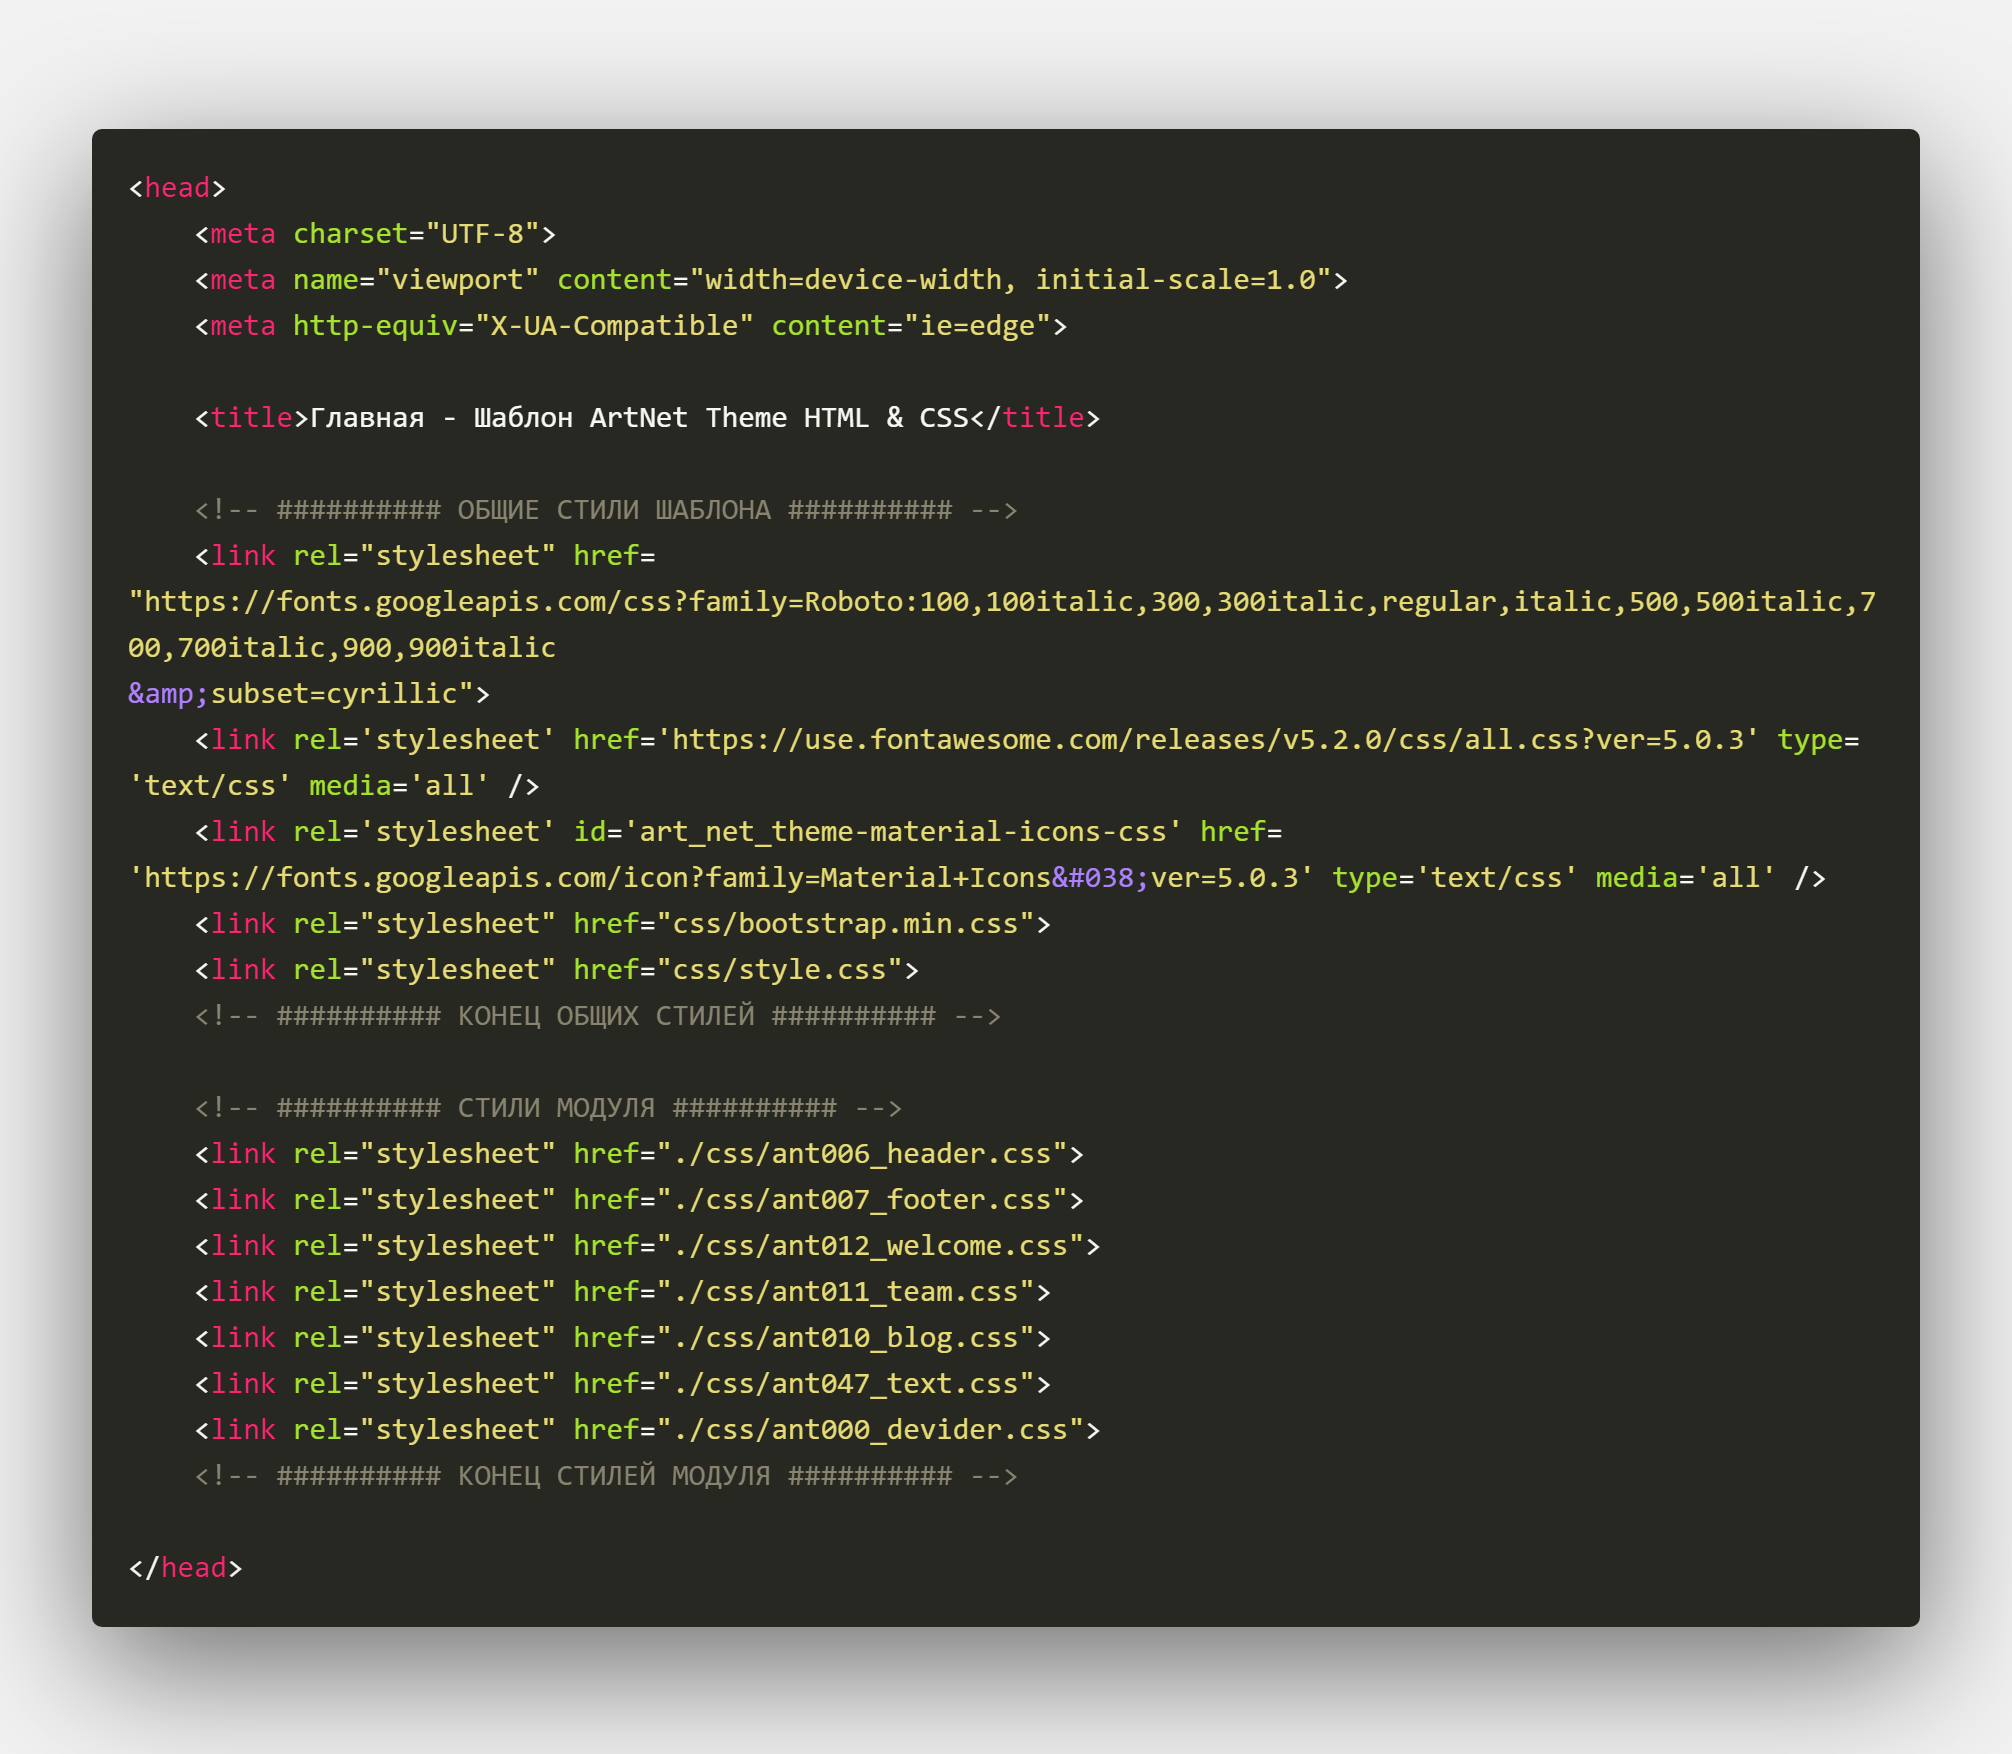 <head>
    <meta charset="UTF-8">
    <meta name="viewport" content="width=device-width, initial-scale=1.0">
    <meta http-equiv="X-UA-Compatible" content="ie=edge">

    <title>Главная - Шаблон ArtNet Theme HTML & CSS</title>

    <!-- ########## ОБЩИЕ СТИЛИ ШАБЛОНА ########## -->
    <link rel="stylesheet" href=
"https://fonts.googleapis.com/css?family=Roboto:100,100italic,300,300italic,regular,italic,500,500italic,7
00,700italic,900,900italic
&amp;subset=cyrillic">
    <link rel='stylesheet' href='https://use.fontawesome.com/releases/v5.2.0/css/all.css?ver=5.0.3' type=
'text/css' media='all' />
    <link rel='stylesheet' id='art_net_theme-material-icons-css' href=
'https://fonts.googleapis.com/icon?family=Material+Icons&#038;ver=5.0.3' type='text/css' media='all' />
    <link rel="stylesheet" href="css/bootstrap.min.css">
    <link rel="stylesheet" href="css/style.css">
    <!-- ########## КОНЕЦ ОБЩИХ СТИЛЕЙ ########## -->

    <!-- ########## СТИЛИ МОДУЛЯ ########## -->
    <link rel="stylesheet" href="./css/ant006_header.css">
    <link rel="stylesheet" href="./css/ant007_footer.css">
    <link rel="stylesheet" href="./css/ant012_welcome.css">
    <link rel="stylesheet" href="./css/ant011_team.css">
    <link rel="stylesheet" href="./css/ant010_blog.css">
    <link rel="stylesheet" href="./css/ant047_text.css">
    <link rel="stylesheet" href="./css/ant000_devider.css">
    <!-- ########## КОНЕЦ СТИЛЕЙ МОДУЛЯ ########## -->

</head>